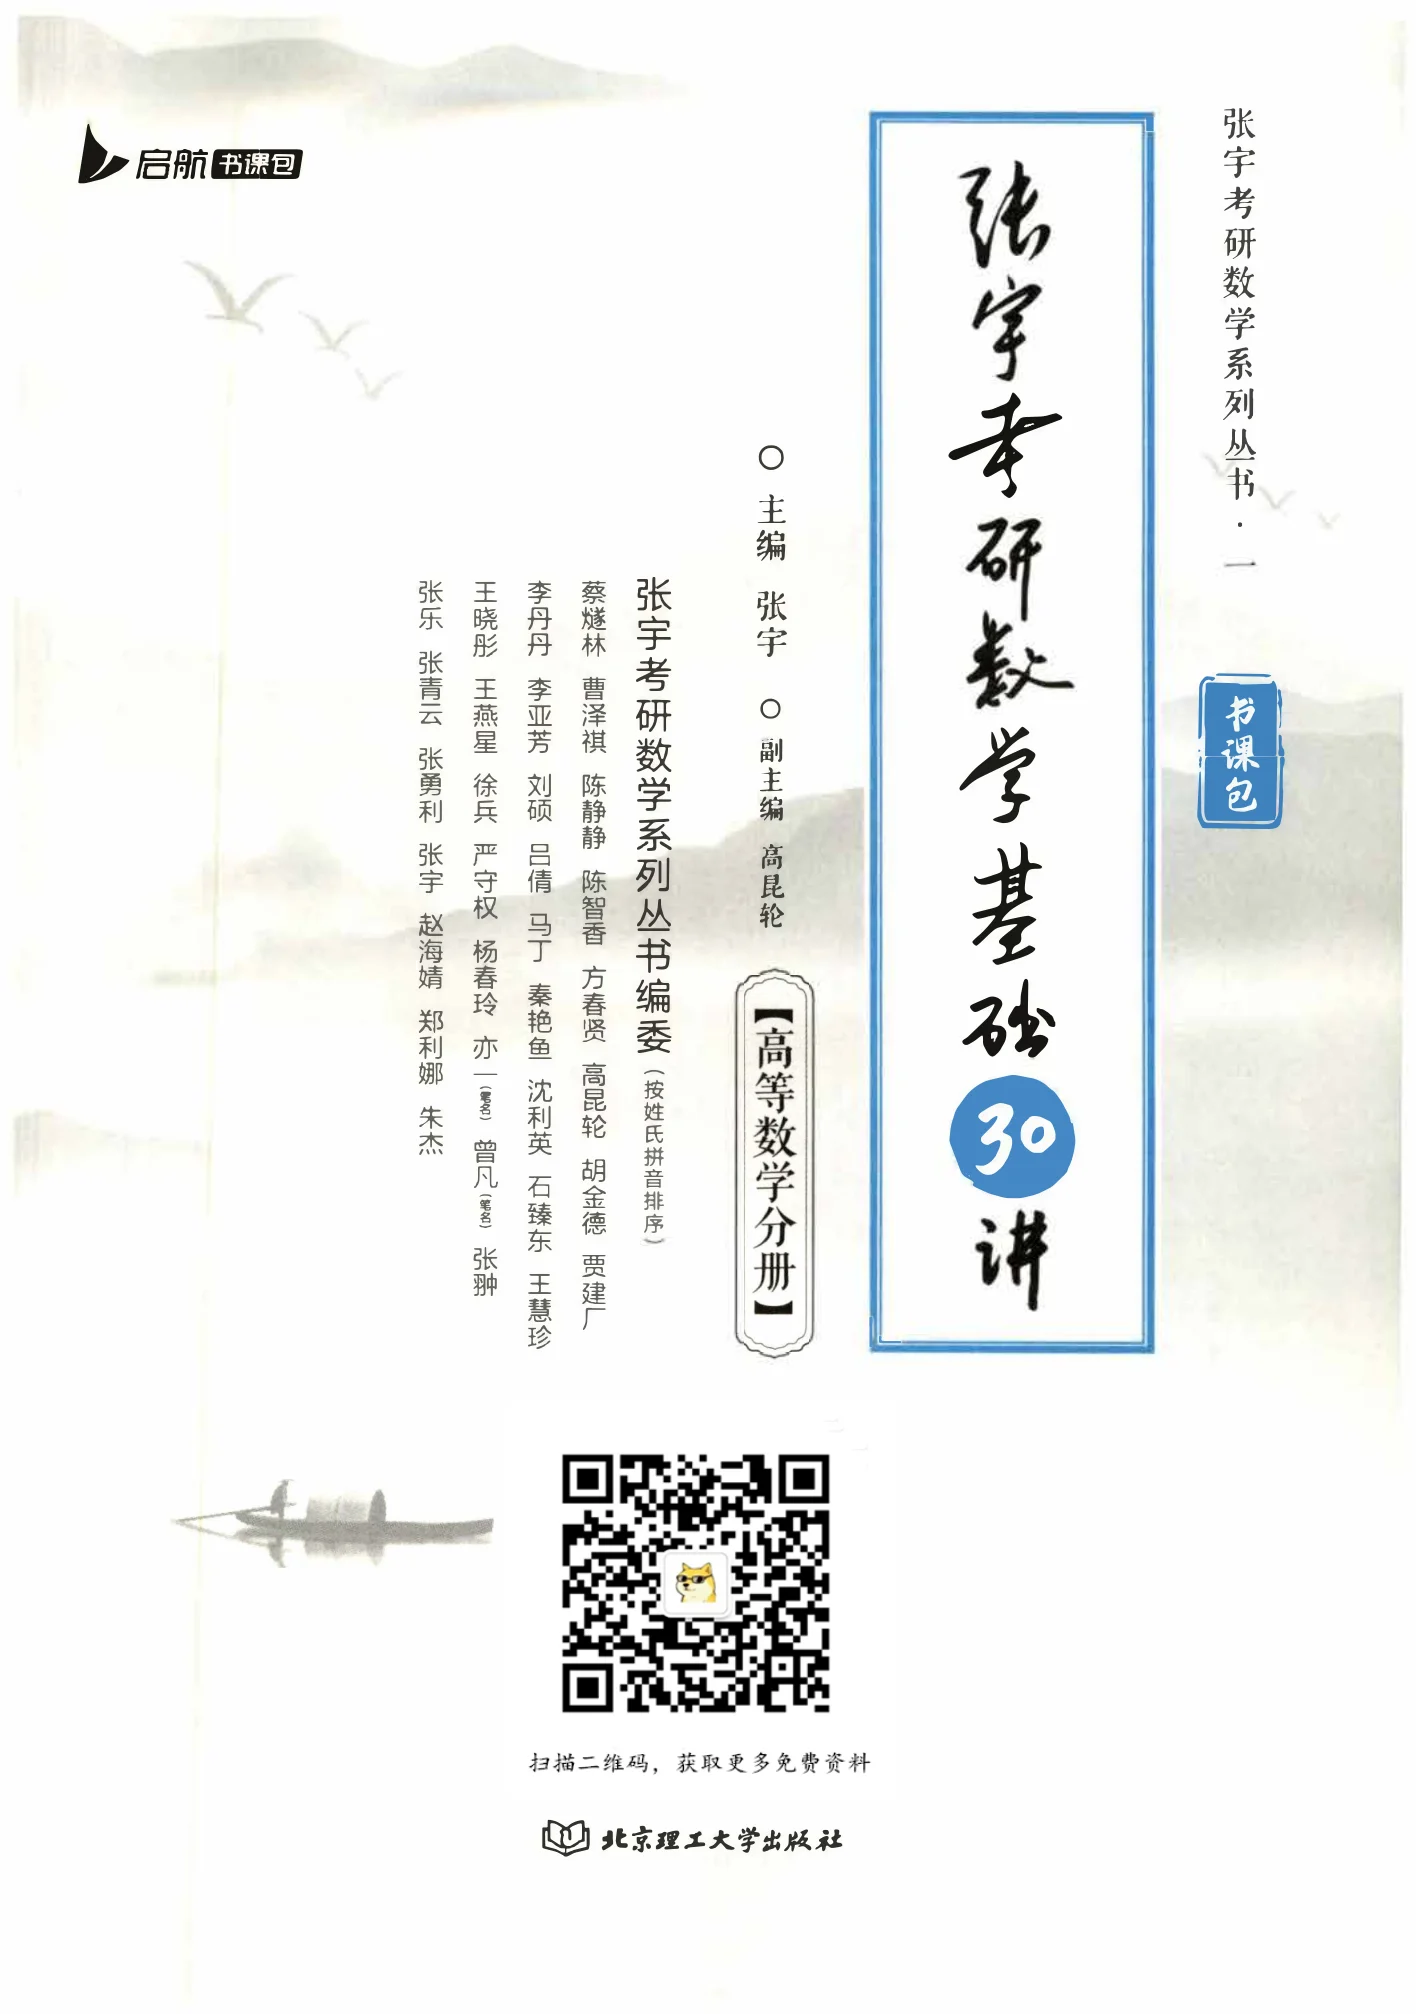 启航 书课包
张宇考研数学系列丛书·一
书课包
张宇考研数学基础30讲
○ 主编 张宇 ○ 副主编 高昆轮
【高等数学分册】
张宇考研数学系列丛书编委（按姓氏拼音排序）
蔡燧林 曹泽祺 陈静静 陈智香 方春贤 高昆轮 胡金德 贾建厂
李丹丹 李亚芳 刘硕 吕倩 马丁 秦艳鱼 沈利英 石臻东 王慧珍
王晓彤 王燕星 徐兵 严守权 杨春玲 亦一（笔名） 曾凡（笔名） 张翀
张乐 张青云 张勇利 张宇 赵海婧 郑利娜 朱杰
扫描二维码，获取更多免费资料
北京理工大学出版社